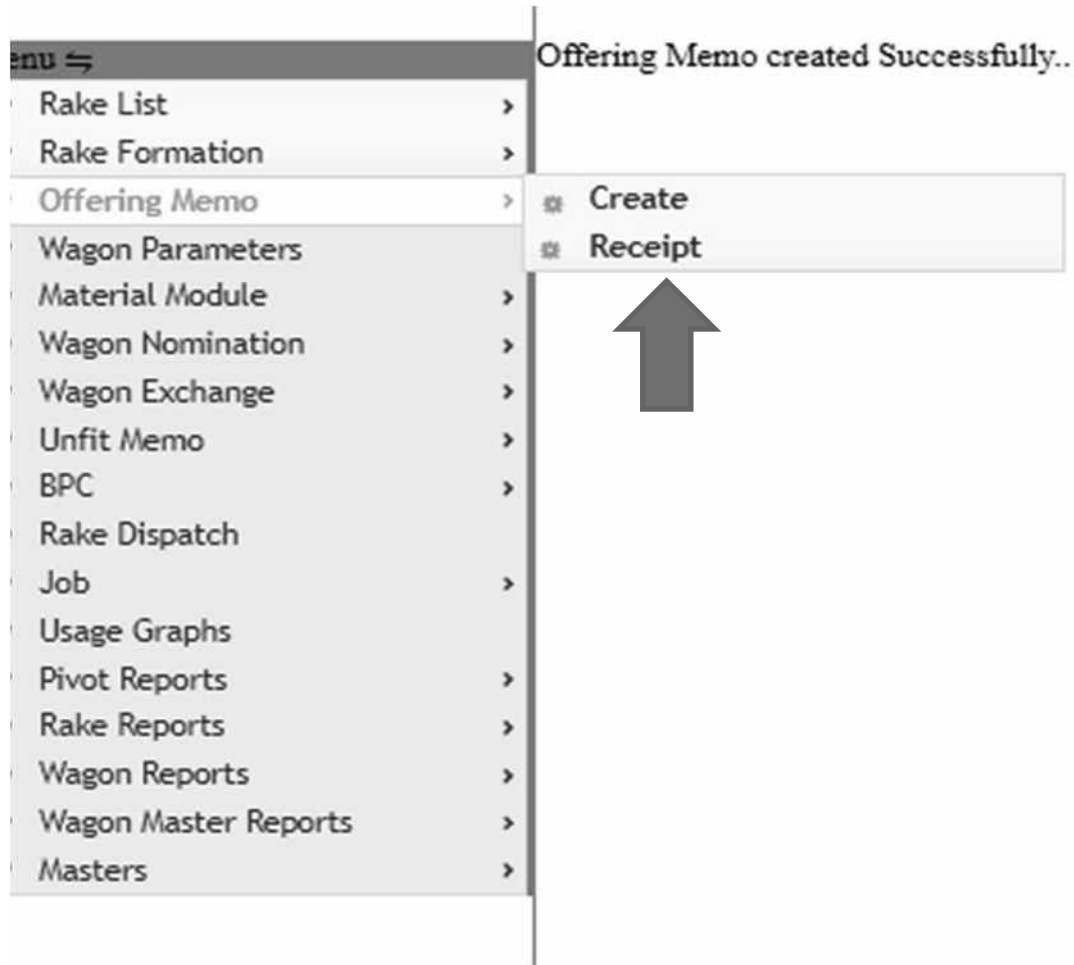 enu ⇋
Offering Memo created Successfully..
Rake List
Rake Formation
Offering Memo
Create
Receipt
Wagon Parameters
Material Module
Wagon Nomination
Wagon Exchange
Unfit Memo
BPC
Rake Dispatch
Job
Usage Graphs
Pivot Reports
Rake Reports
Wagon Reports
Wagon Master Reports
Masters